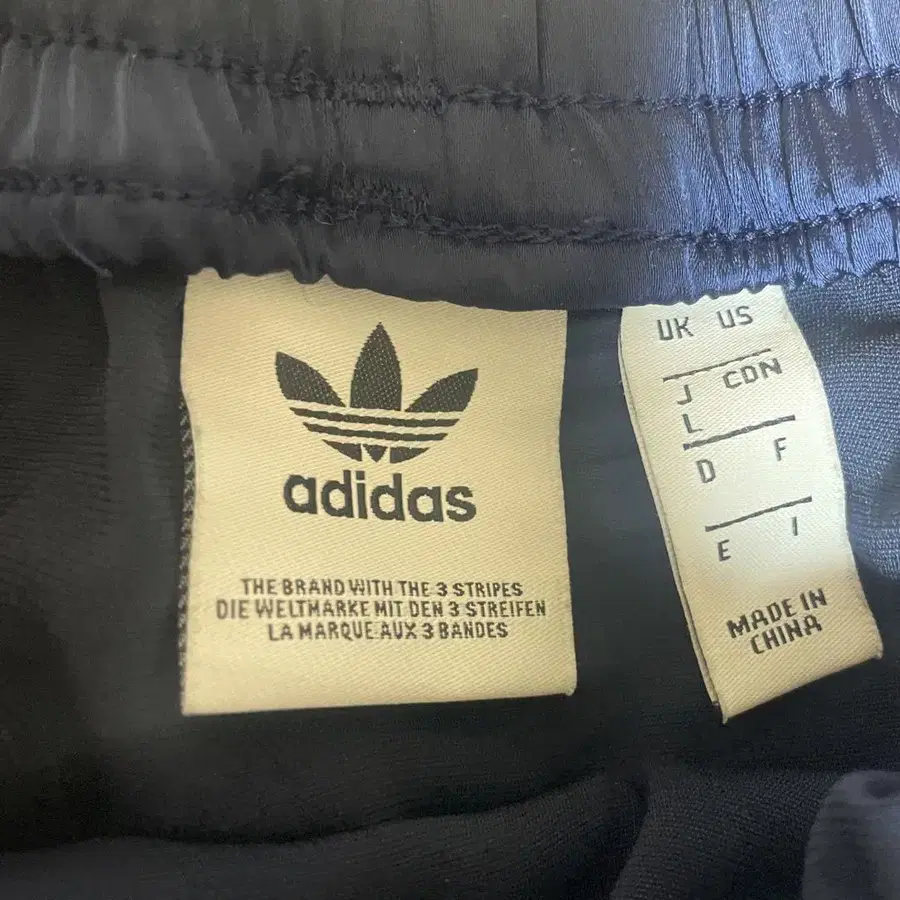 adidas
THE BRAND WITH THE 3 STRIPES
DIE WELTMARKE MIT DEN 3 STREIFEN
LA MARQUE AUX 3 BANDES
UK US
J CDN
L
D F
E I
MADE IN
CHINA